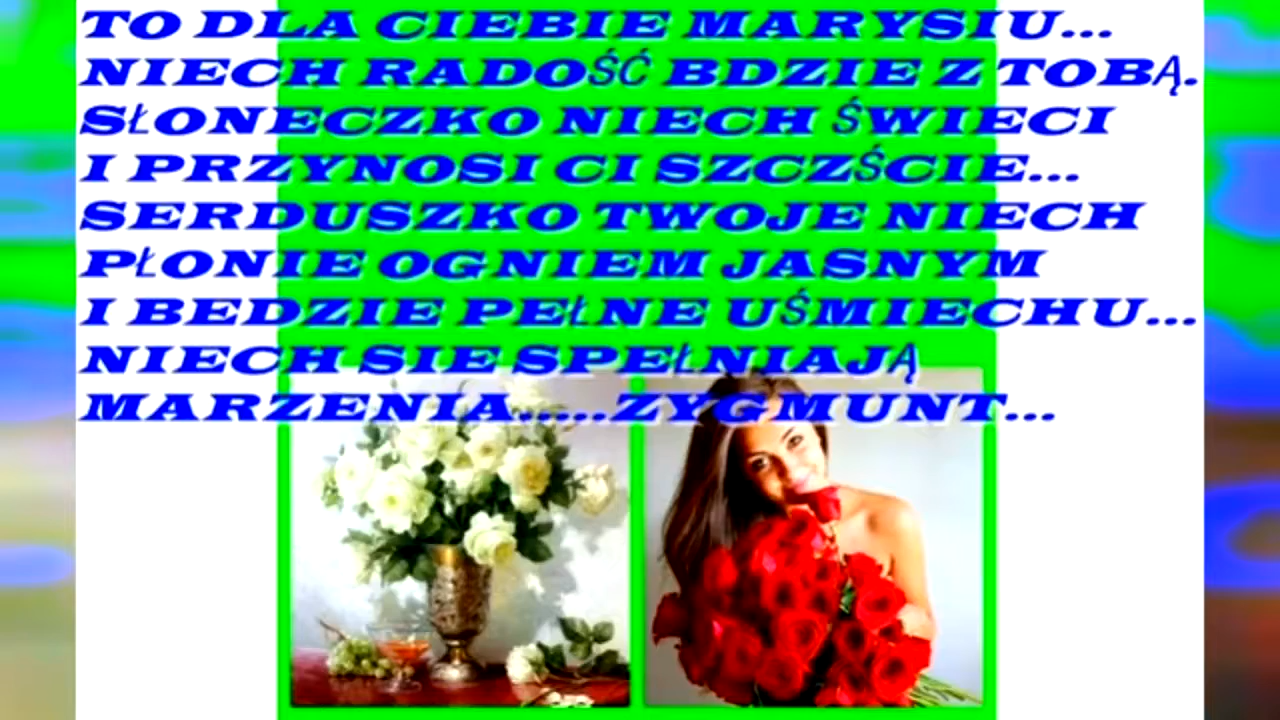 TO DLA CIEBIE MARYSIU...
NIECH RADOŚĆ BDZIE Z TOBĄ.
SŁONECZKO NIECH ŚWIECI
I PRZYNOSI CI SZCZŚCIE...
SERDUSZKO TWOJE NIECH
PŁONIE OGNIEM JASNYM
I BEDZIE PEŁNE UŚMIECHU...
NIECH SIE SPEŁNIAJĄ
MARZENIA.....ZYGMUNT...